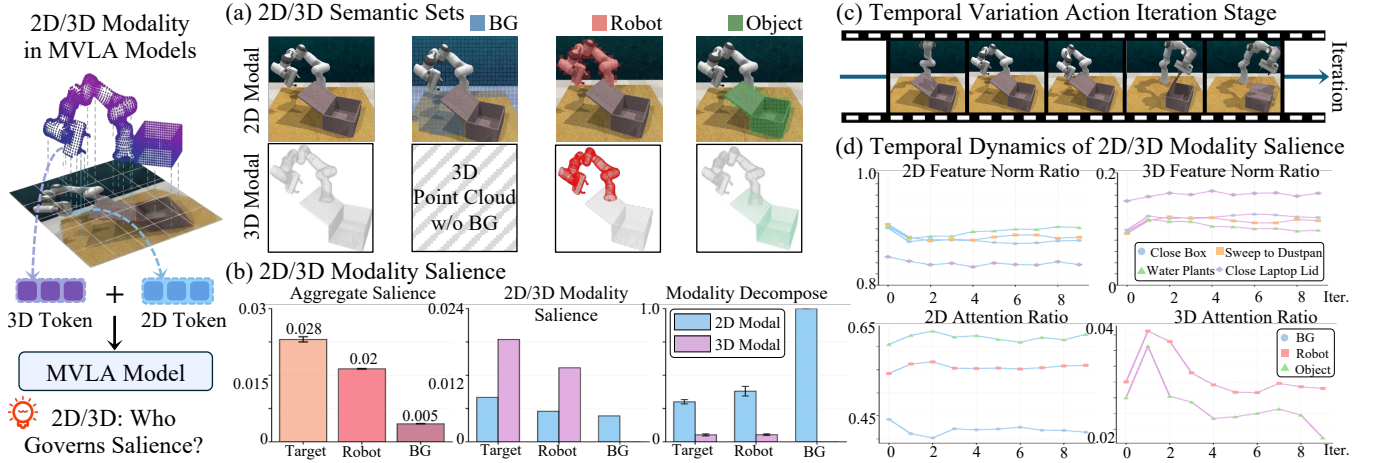 2D/3D Modality
in MVLA Models
3D Token
+
2D Token
MVLA Model
2D/3D: Who
Governs Salience?
(a) 2D/3D Semantic Sets
BG
Robot
Object
2D Modal
3D Modal
3D
Point Cloud
w/o BG
(b) 2D/3D Modality Salience
Aggregate Salience
0.03
0.015
0
0.028
0.02
0.005
Target
Robot
BG
2D/3D Modality
Salience
0.024
0.012
0
Target
Robot
BG
Modality Decompose
1.0
0
2D Modal
3D Modal
Target
Robot
BG
(c) Temporal Variation Action Iteration Stage
Iteration
(d) Temporal Dynamics of 2D/3D Modality Salience
2D Feature Norm Ratio
1.0
0.8
0 2 4 6 8
3D Feature Norm Ratio
0.2
0
Close Box
Sweep to Dustpan
Water Plants
Close Laptop Lid
0 2 4 6 8 Iter.
2D Attention Ratio
0.65
0.45
0 2 4 6 8
3D Attention Ratio
0.04
0.02
BG
Robot
Object
0 2 4 6 8 Iter.